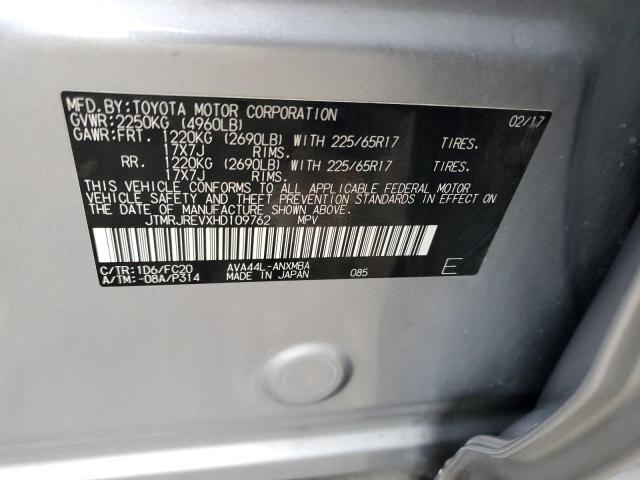 MFD.BY:TOYOTA MOTOR CORPORATION 02/17
GVWR:2250KG (4960LB)
GAWR:FRT. 1220KG (2690LB) WITH 225/65R17 TIRES.
17X7J RIMS.
RR. 1220KG (2690LB) WITH 225/65R17 TIRES.
17X7J RIMS.
THIS VEHICLE CONFORMS TO ALL APPLICABLE FEDERAL MOTOR
VEHICLE SAFETY AND THEFT PREVENTION STANDARDS IN EFFECT
ON THE DATE OF MANUFACTURE SHOWN ABOVE.
JTMRJREVXHD109762 MPV
C/TR:1D6/FC20 AVA44L-ANXMBA 085 E
A/TM:-08A/P314 MADE IN JAPAN